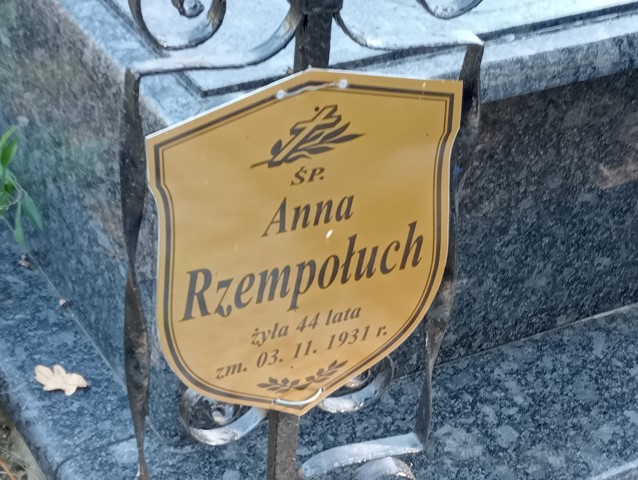 ŚP.
Anna
Rzempołuch
żyła 44 lata
zm. 03. 11. 1931 r.